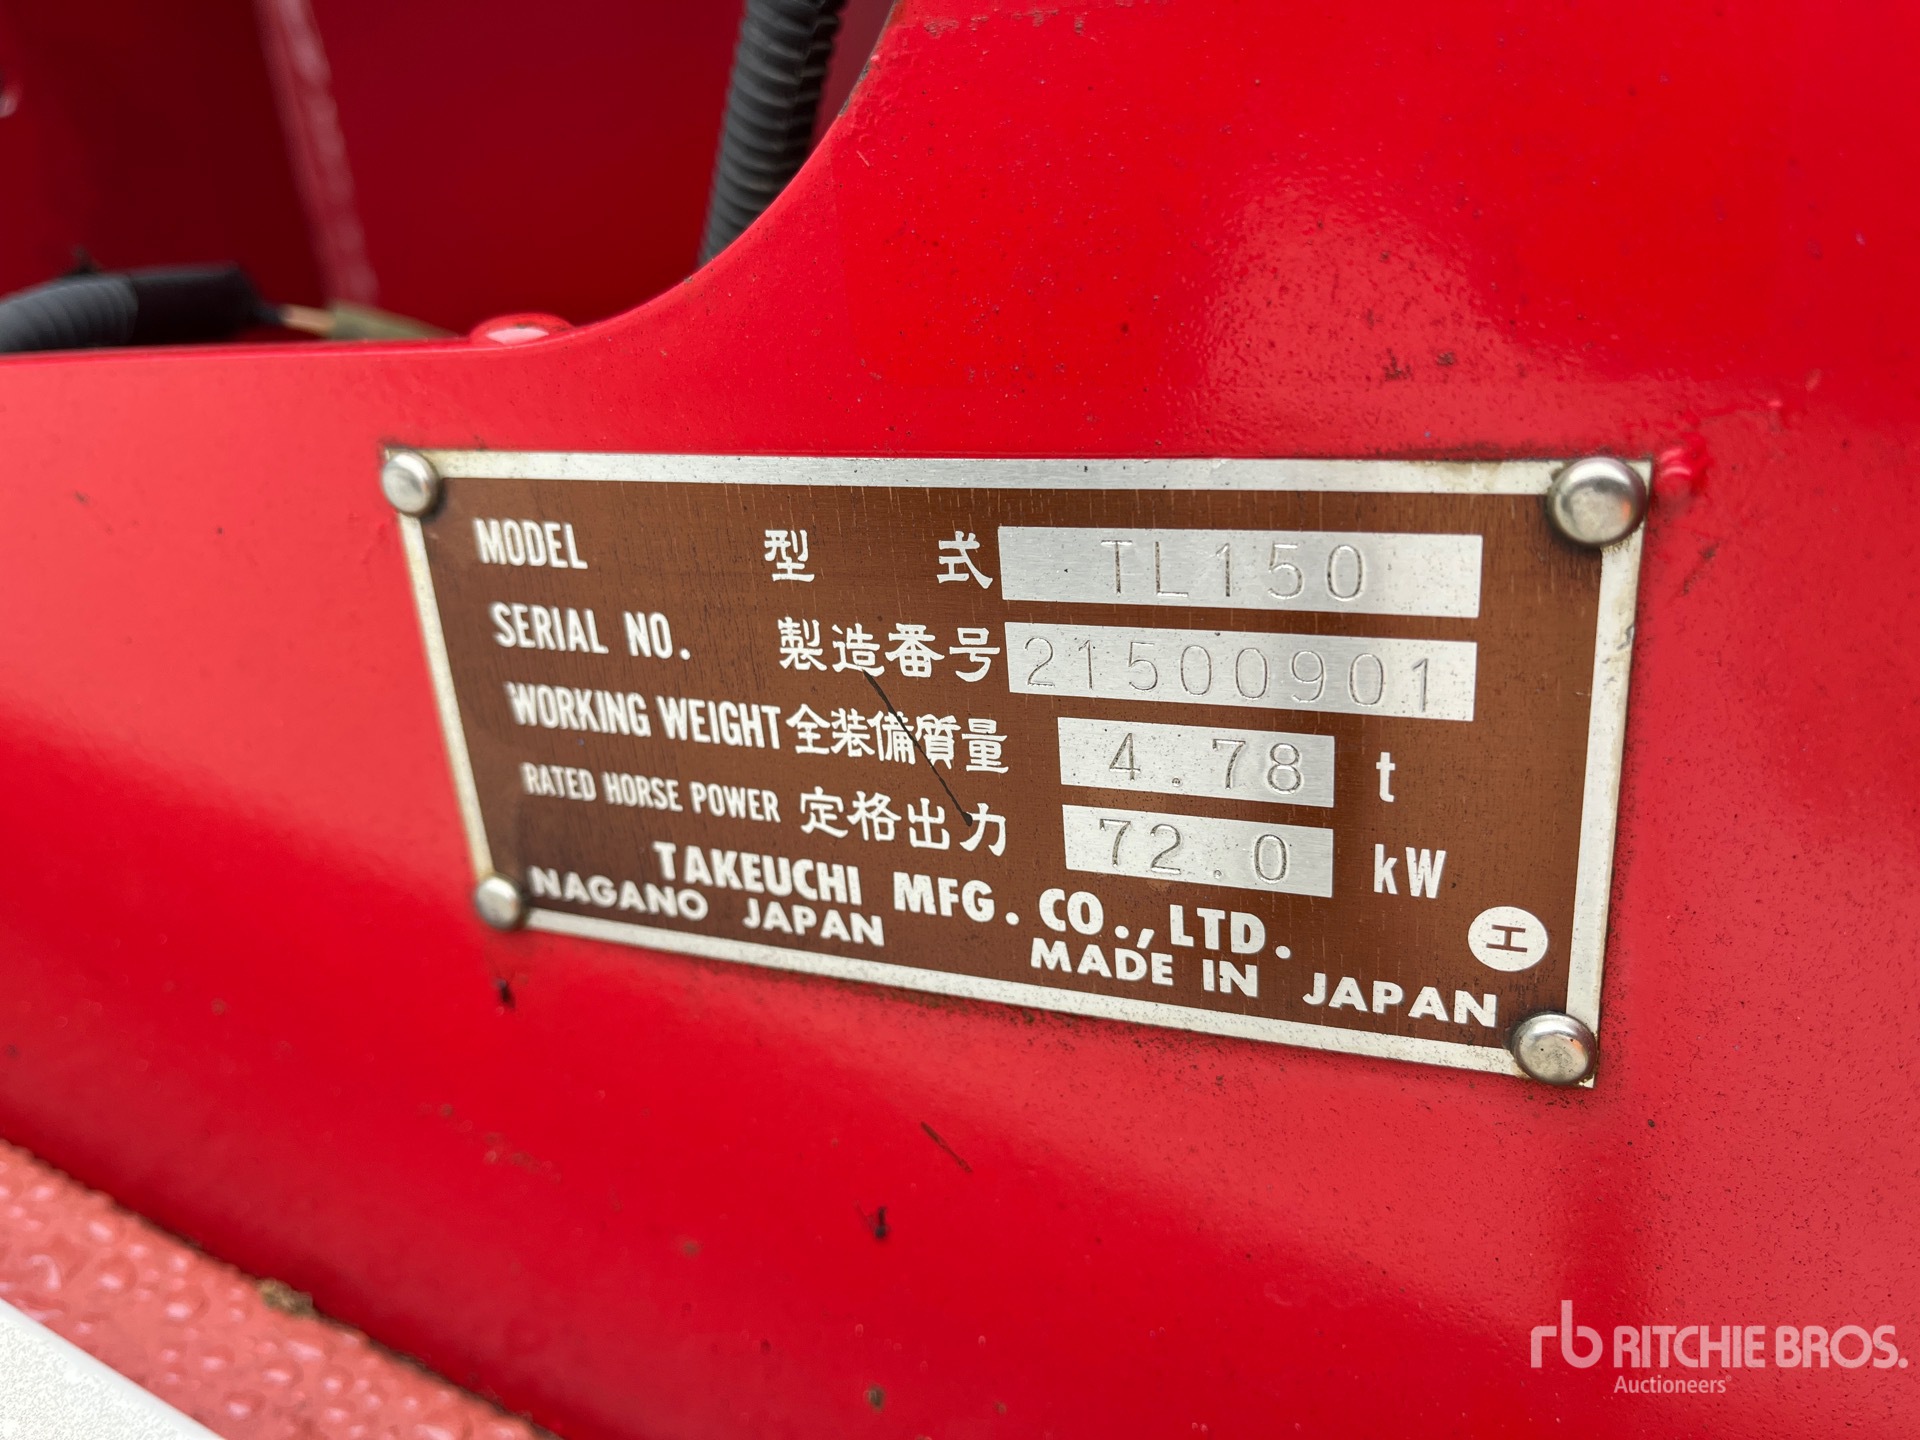 MODEL 型式 TL150
SERIAL NO. 製造番号 21500901
WORKING WEIGHT 全装備質量 4.78 t
RATED HORSE POWER 定格出力 72.0 kW
TAKEUCHI MFG. CO., LTD.
NAGANO JAPAN MADE IN JAPAN
エ
rb RITCHIE BROS.
Auctioneers